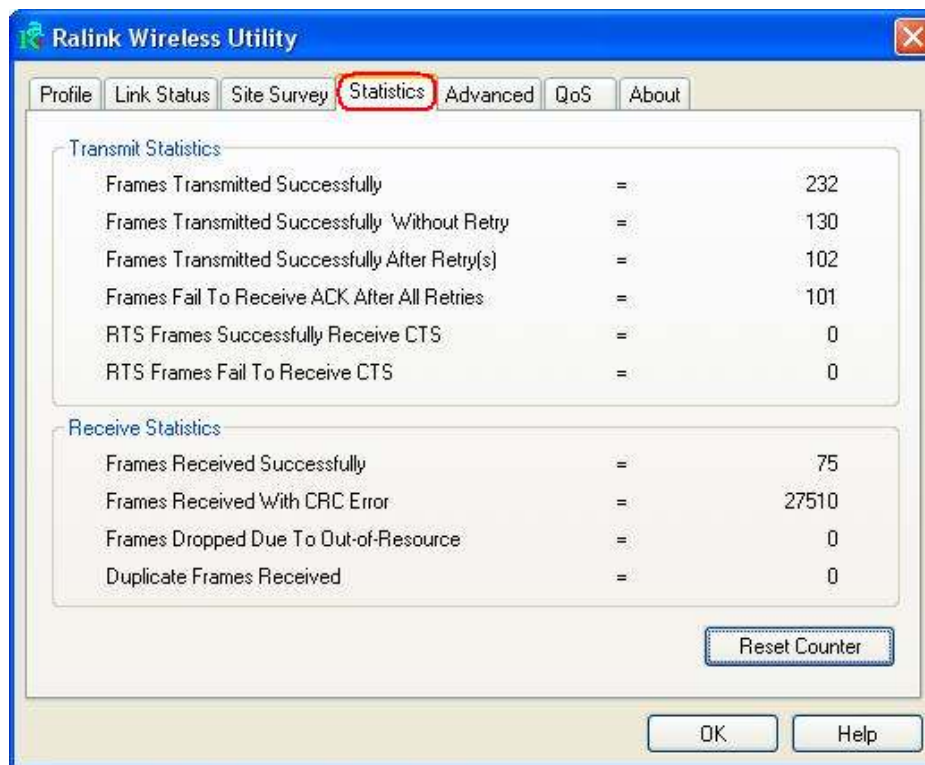 Ralink Wireless Utility
Profile Link Status Site Survey Statistics Advanced QoS About
Transmit Statistics
Frames Transmitted Successfully = 232
Frames Transmitted Successfully Without Retry = 130
Frames Transmitted Successfully After Retry(s) = 102
Frames Fail To Receive ACK After All Retries = 101
RTS Frames Successfully Receive CTS = 0
RTS Frames Fail To Receive CTS = 0
Receive Statistics
Frames Received Successfully = 75
Frames Received With CRC Error = 27510
Frames Dropped Due To Out-of-Resource = 0
Duplicate Frames Received = 0
Reset Counter
OK Help